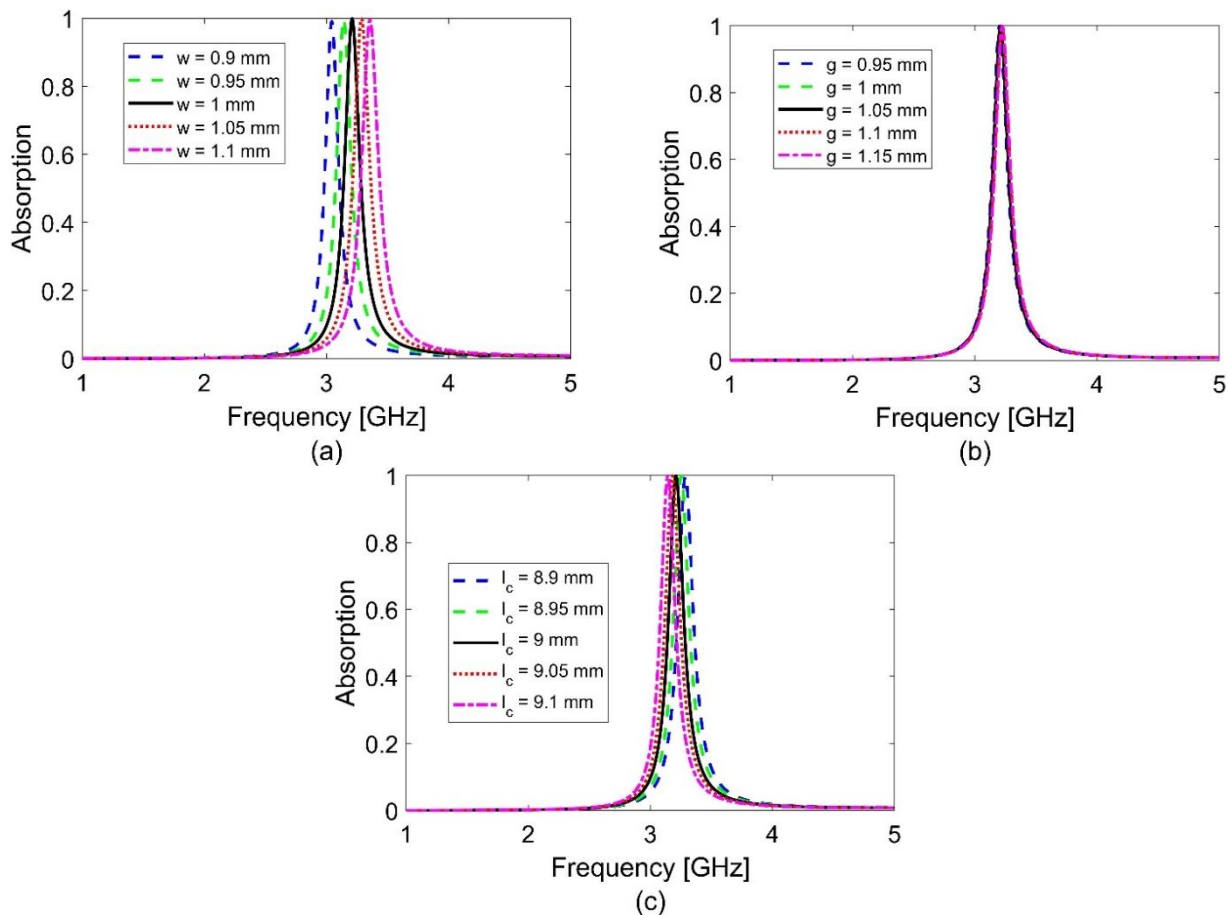 1
0.8
0.6
0.4
0.2
0
Absorption
w = 0.9 mm
w = 0.95 mm
w = 1 mm
w = 1.05 mm
w = 1.1 mm
1 2 3 4 5
Frequency [GHz]
(a)
1
0.8
0.6
0.4
0.2
0
Absorption
g = 0.95 mm
g = 1 mm
g = 1.05 mm
g = 1.1 mm
g = 1.15 mm
1 2 3 4 5
Frequency [GHz]
(b)
1
0.8
0.6
0.4
0.2
0
Absorption
l_c = 8.9 mm
l_c = 8.95 mm
l_c = 9 mm
l_c = 9.05 mm
l_c = 9.1 mm
1 2 3 4 5
Frequency [GHz]
(c)